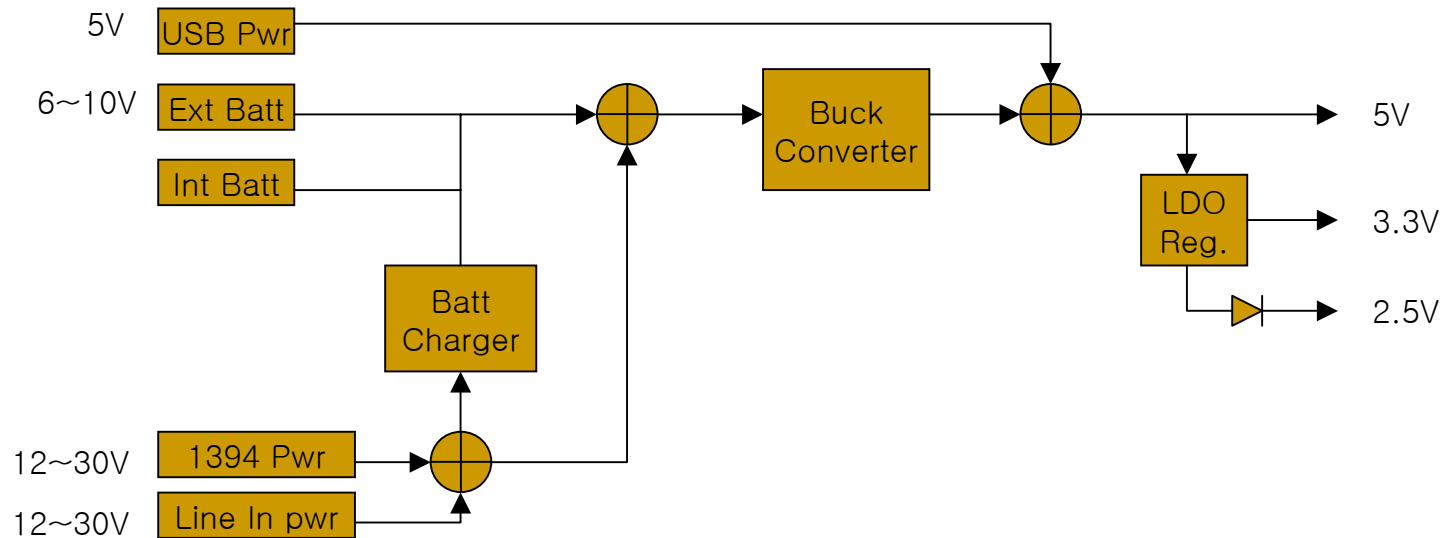 5V
USB Pwr
6~10V
Ext Batt
Int Batt
Buck
Converter
5V
LDO
Reg.
3.3V
2.5V
Batt
Charger
12~30V
1394 Pwr
12~30V
Line In pwr